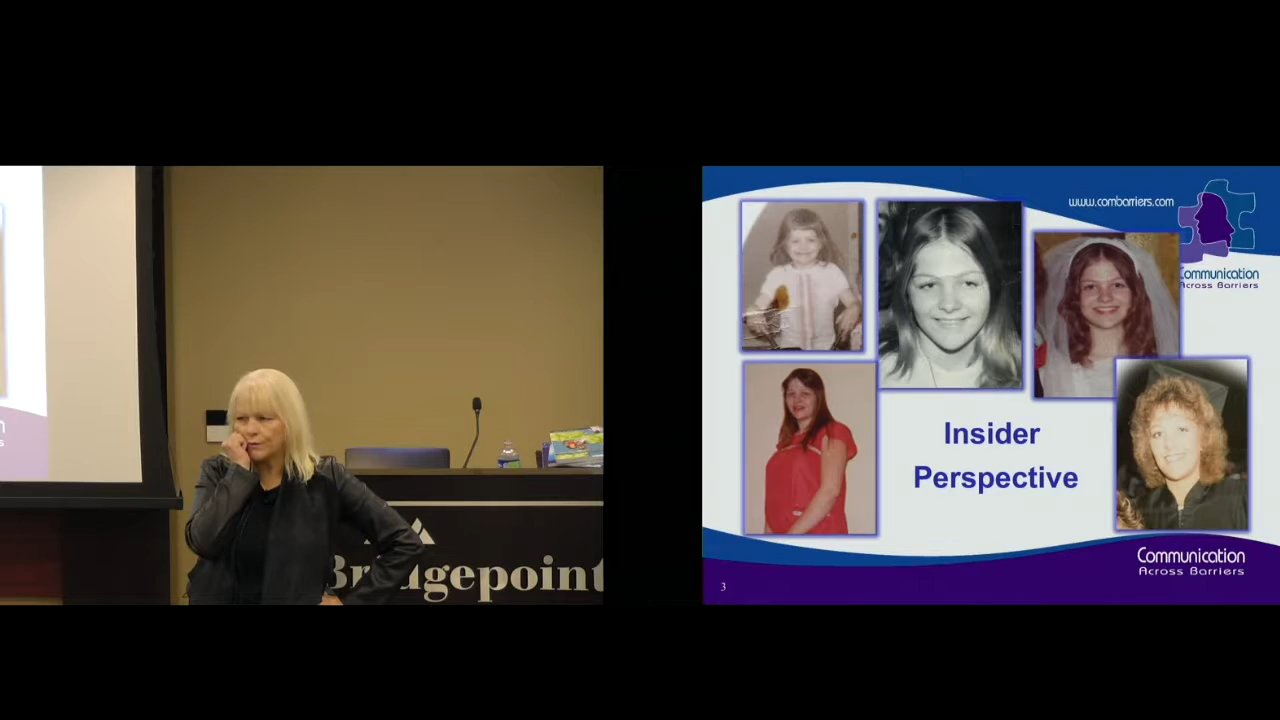 Bridgepoint
www.combarriers.com
Communication
Across Barriers
Insider
Perspective
Communication
Across Barriers
3